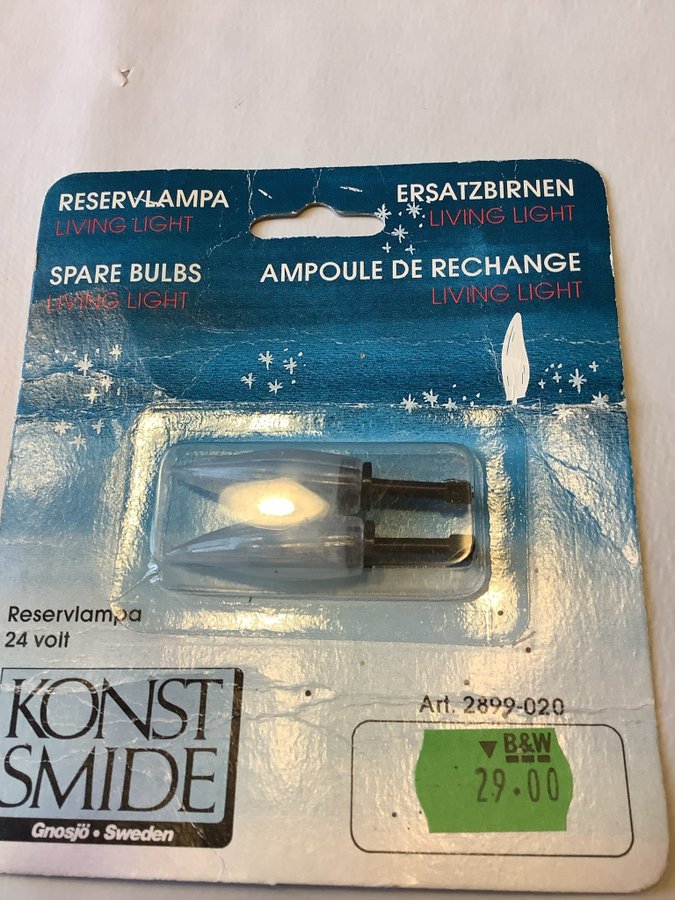 RESERVLAMPA
LIVING LIGHT
ERSATZBIRNEN
LIVING LIGHT
SPARE BULBS
LIVING LIGHT
AMPOULE DE RECHANGE
LIVING LIGHT
Reservlampa
24 volt
KONST
SMIDE
Gnosjö • Sweden
Art. 2899-020
▼ B&W
29.00